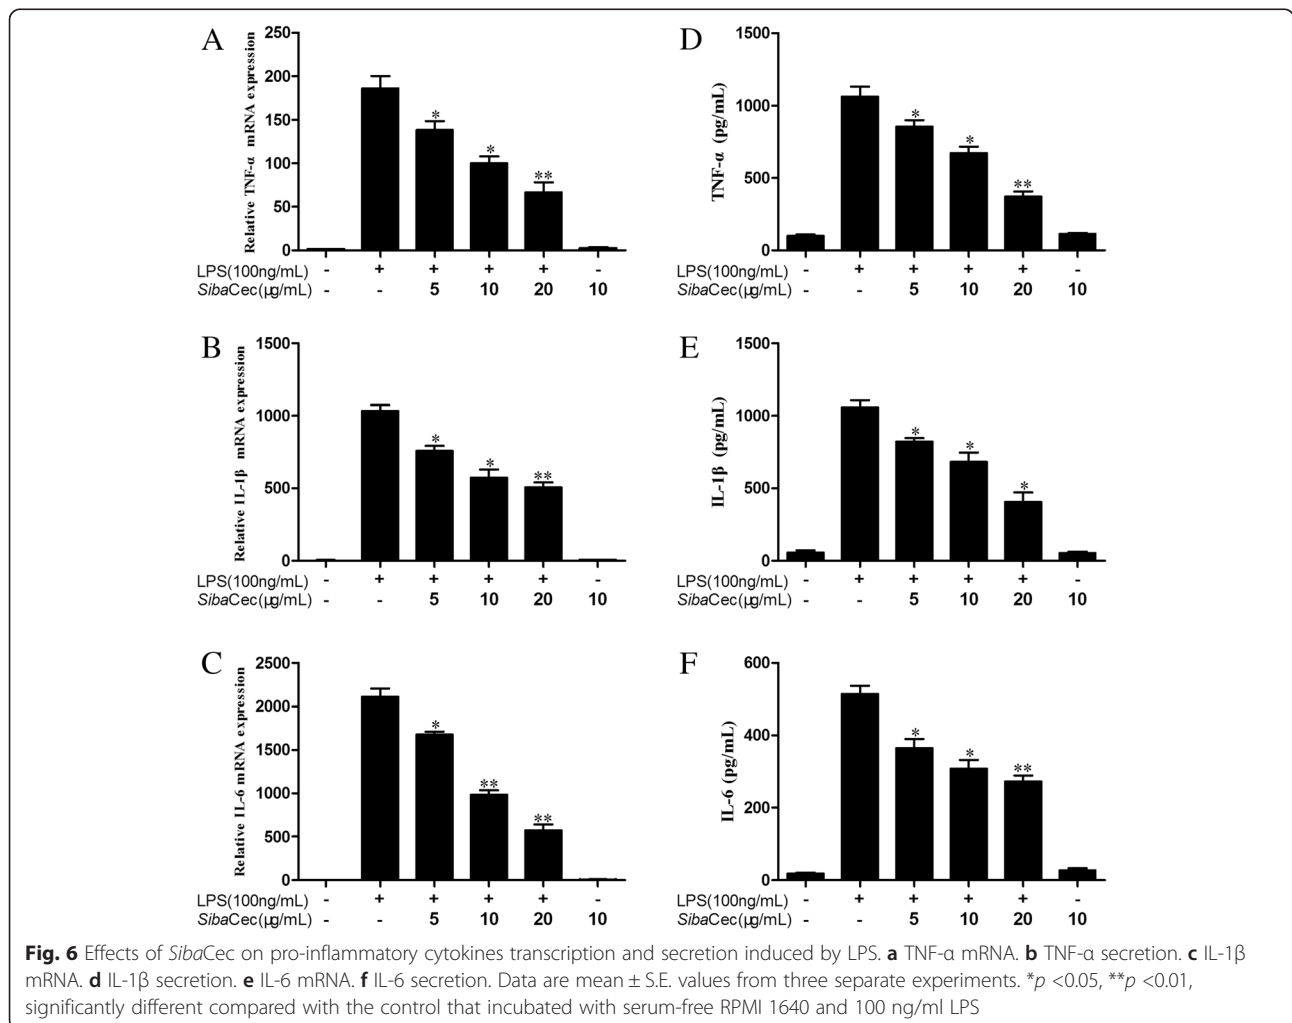 A
Relative TNF-α mRNA expression
250
200
150
100
50
0
LPS(100ng/mL) - + + + + -
SibaCec(μg/mL) - - 5 10 20 10
* * **
D
TNF-α (pg/mL)
1500
1000
500
0
LPS(100ng/mL) - + + + + -
SibaCec(μg/mL) - - 5 10 20 10
* * **
B
Relative IL-1β mRNA expression
1500
1000
500
0
LPS(100ng/mL) - + + + + -
SibaCec(μg/mL) - - 5 10 20 10
* * **
E
IL-1β (pg/mL)
1500
1000
500
0
LPS(100ng/mL) - + + + + -
SibaCec(μg/mL) - - 5 10 20 10
* * *
C
Relative IL-6 mRNA expression
2500
2000
1500
1000
500
0
LPS(100ng/mL) - + + + + -
SibaCec(μg/mL) - - 5 10 20 10
* ** **
F
IL-6 (pg/mL)
600
400
200
0
LPS(100ng/mL) - + + + + -
SibaCec(μg/mL) - - 5 10 20 10
* * **
Fig. 6 Effects of SibaCec on pro-inflammatory cytokines transcription and secretion induced by LPS. a TNF-α mRNA. b TNF-α secretion. c IL-1β
mRNA. d IL-1β secretion. e IL-6 mRNA. f IL-6 secretion. Data are mean ± S.E. values from three separate experiments. *p <0.05, **p <0.01,
significantly different compared with the control that incubated with serum-free RPMI 1640 and 100 ng/ml LPS